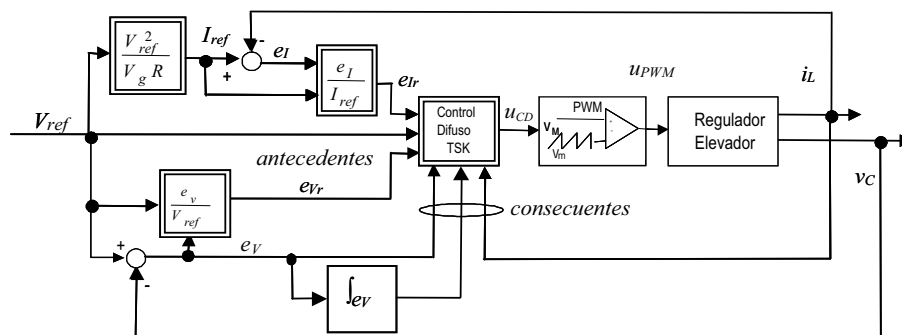 V_ref^2 / (V_g R)
I_ref
-
+
e_I
e_I / I_ref
e_Ir
u_PWM
i_L
V_ref
Control
Difuso
TSK
u_CD
PWM
V_M
V_m
Regulador
Elevador
antecedentes
e_v / V_ref
e_Vr
v_C
consecuentes
+
-
e_V
∫e_V